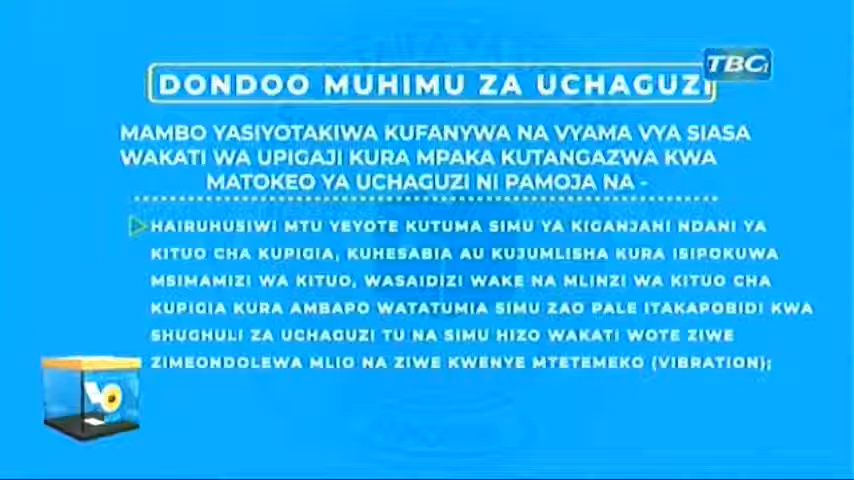 TBC1
DONDOO MUHIMU ZA UCHAGUZI
MAMBO YASIYOTAKIWA KUFANYWA NA VYAMA VYA SIASA
WAKATI WA UPIGAJI KURA MPAKA KUTANGAZWA KWA
MATOKEO YA UCHAGUZI NI PAMOJA NA -
HAIRUHUSIWI MTU YEYOTE KUTUMA SIMU YA KIGANJANI NDANI YA
KITUO CHA KUPIGIA, KUHESABIA AU KUJUMLISHA KURA ISIPOKUWA
MSIMAMIZI WA KITUO, WASAIDIZI WAKE NA MLINZI WA KITUO CHA
KUPIGIA KURA AMBAPO WATATUMIA SIMU ZAO PALE ITAKAPOBIDI KWA
SHUGHULI ZA UCHAGUZI TU NA SIMU HIZO WAKATI WOTE ZIWE
ZIMEONDOLEWA MLIO NA ZIWE KWENYE MTETEMEKO (VIBRATION);